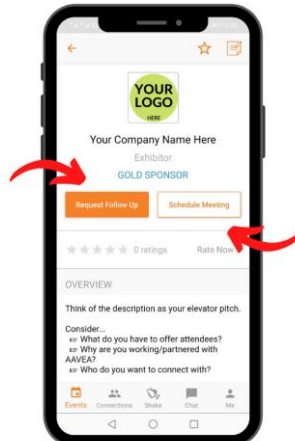 YOUR
LOGO
HERE
Your Company Name Here
Exhibitor
GOLD SPONSOR
Request Follow Up
Schedule Meeting
0 ratings
Rate Now
OVERVIEW
Think of the description as your elevator pitch.
Consider...
☞ What do you have to offer attendees?
☞ Why are you working/partnered with
AAVEA?
☞ Who do you want to connect with?
Events
Connections
Shake
Chat
Me